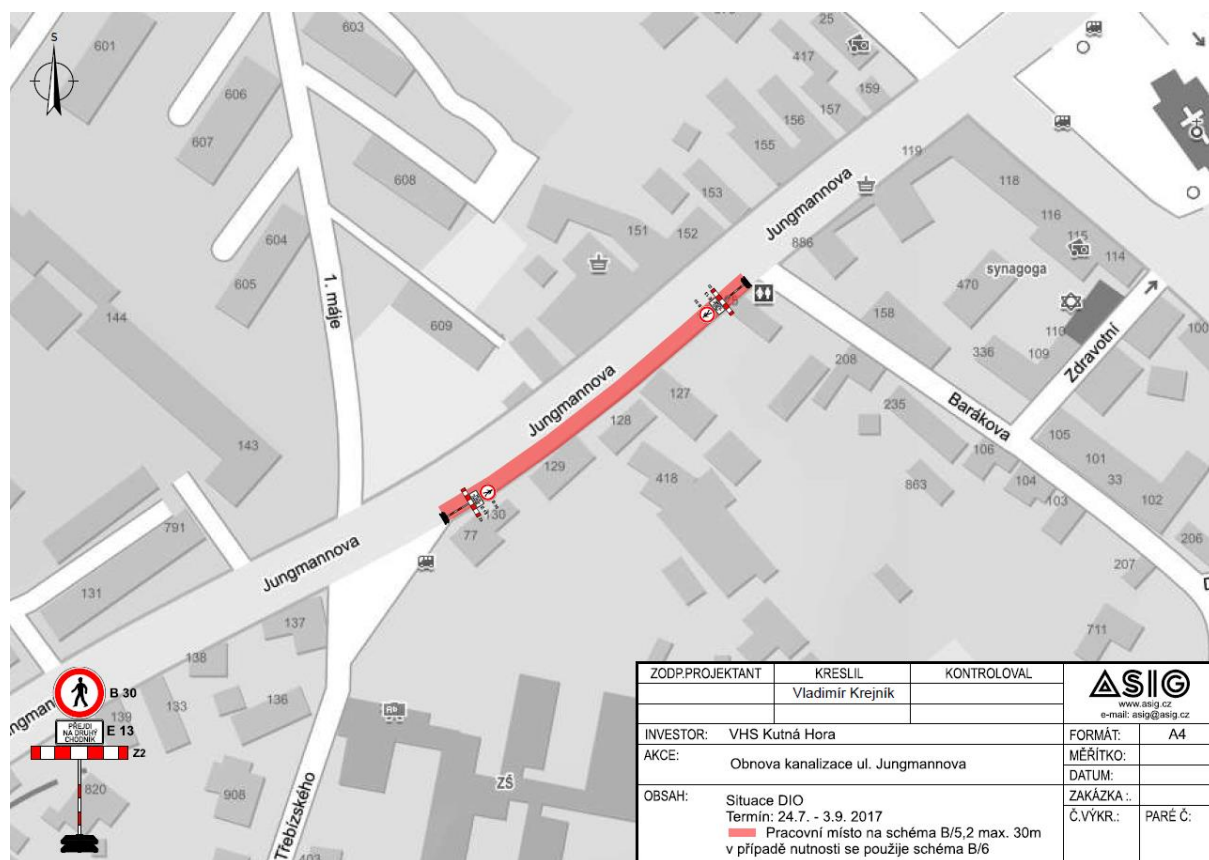 S
601
603
606
607
608
604
605
609
144
143
791
131
1. máje
25
417
159
157
156
155
153
152
151
119
118
116
115
114
886
synagoga
470
110
109
336
158
208
235
106
104
103
105
101
33
102
100
206
207
711
863
418
127
128
129
130
77
Jungmannova
Jungmannova
Jungmannova
Barákova
Zdravotní
Třebízského
ZŠ
137
138
136
133
139
820
908
403
B 30
PŘEJDI
NA DRUHÝ
CHODNÍK
E 13
Z2
ZODP.PROJEKTANT KRESLIL KONTROLOVAL
Vladimír Krejník
ASIG
www.asig.cz
e-mail: asig@asig.cz
INVESTOR: VHS Kutná Hora
FORMÁT: A4
AKCE: Obnova kanalizace ul. Jungmannova
MĚŘÍTKO:
DATUM:
OBSAH: Situace DIO
Termín: 24.7. - 3.9. 2017
Pracovní místo na schéma B/5,2 max. 30m
v případě nutnosti se použije schéma B/6
ZAKÁZKA :.
Č.VÝKR.: PARÉ Č: